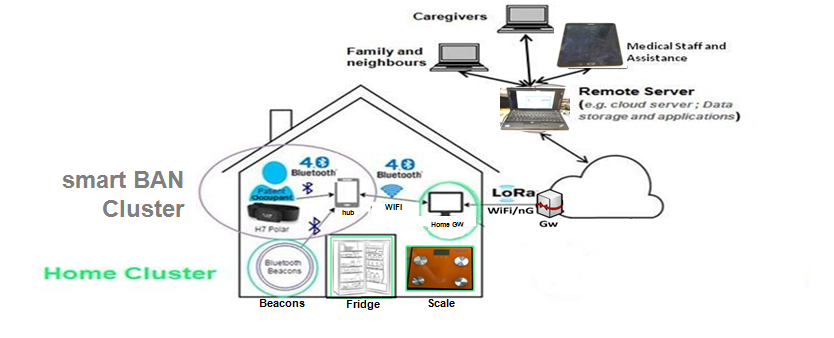 Caregivers
Family and
neighbours
Medical Staff and
Assistance
Remote Server
(e.g. cloud server ; Data
storage and applications)
smart BAN
Cluster
4.0
Bluetooth
4.0
Bluetooth
Patient
Occupant
H7 Polar
hub
WIFI
Home GW
LoRa
WiFi/nG
Gw
Home Cluster
Bluetooth
Beacons
Beacons
Fridge
Scale